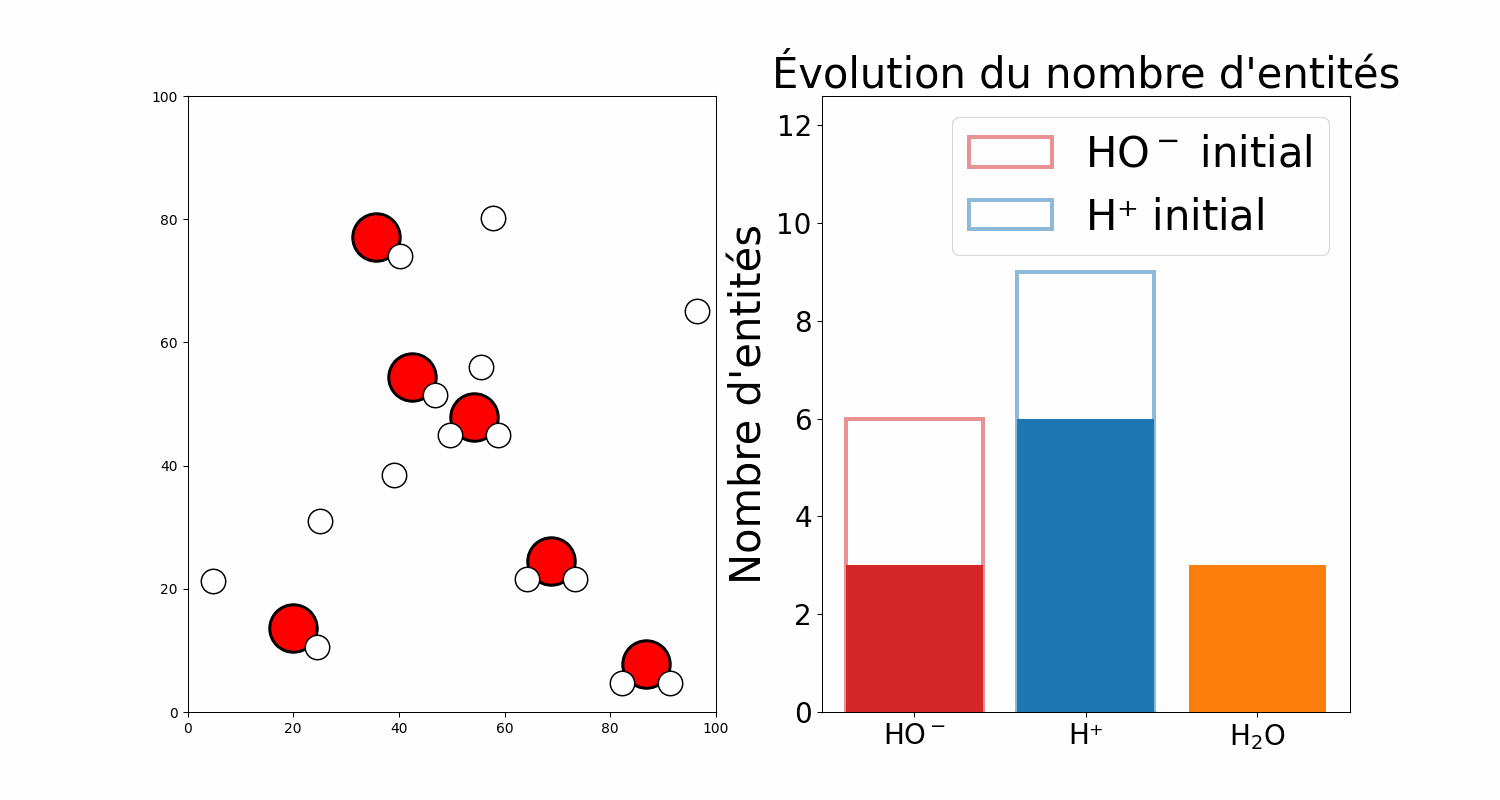 Évolution du nombre d'entités
100
80
60
40
20
0
0 20 40 60 80 100
Nombre d'entités
12
10
8
6
4
2
0
HO⁻ initial
H⁺ initial
HO⁻ H⁺ H₂O